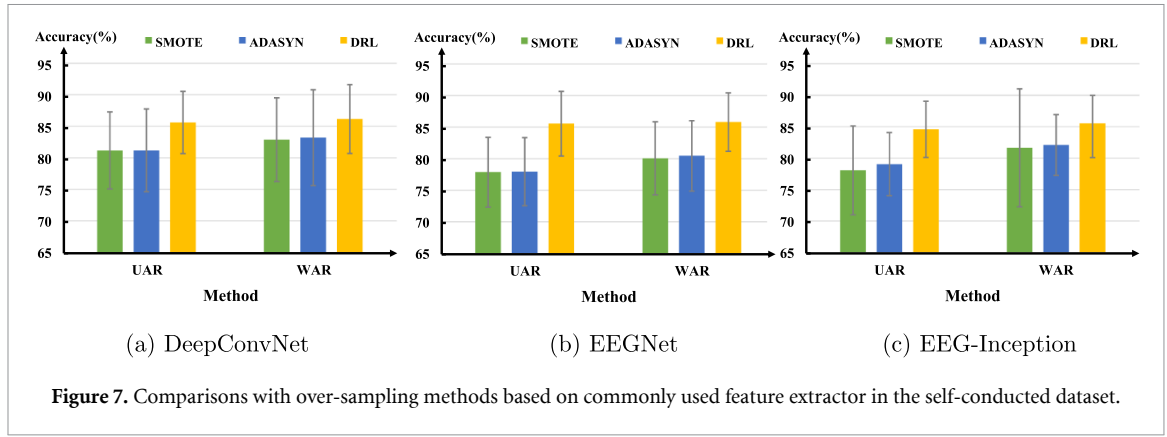 Accuracy(%) SMOTE ADASYN DRL
95
90
85
80
75
70
65
UAR WAR
Method
(a) DeepConvNet
Accuracy(%) SMOTE ADASYN DRL
95
90
85
80
75
70
65
UAR WAR
Method
(b) EEGNet
Accuracy(%) SMOTE ADASYN DRL
95
90
85
80
75
70
65
UAR WAR
Method
(c) EEG-Inception
Figure 7. Comparisons with over-sampling methods based on commonly used feature extractor in the self-conducted dataset.